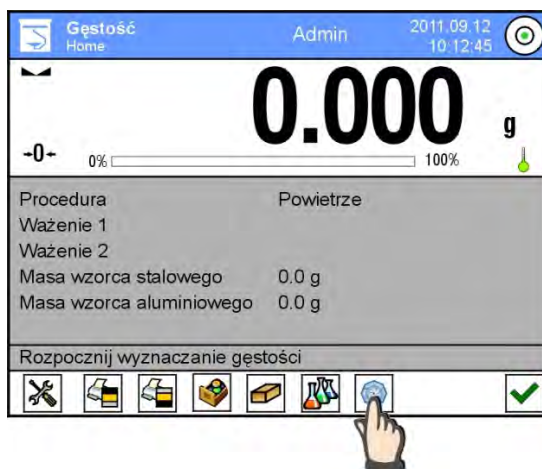 Gęstość
Home
Admin
2011.09.12
10:12:45
0.000
g
→0←
0%
100%
Procedura Powietrze
Ważenie 1
Ważenie 2
Masa wzorca stalowego 0.0 g
Masa wzorca aluminiowego 0.0 g
Rozpocznij wyznaczanie gęstości